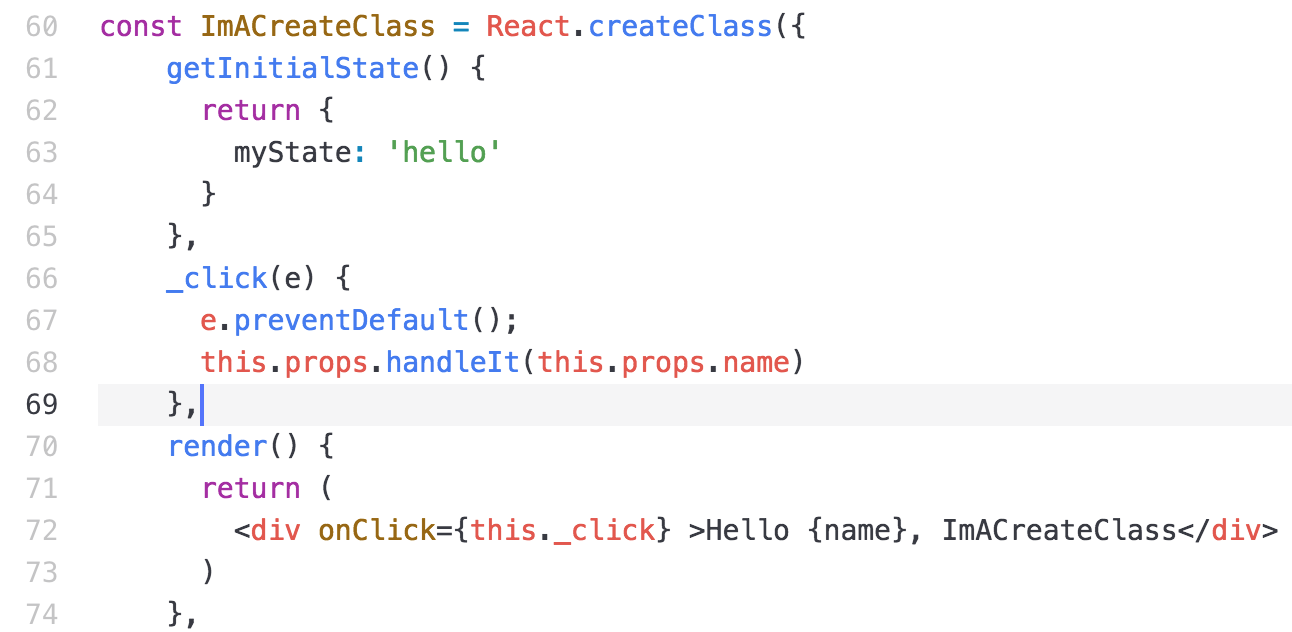 60 const ImACreateClass = React.createClass({
61     getInitialState() {
62       return {
63         myState: 'hello'
64       }
65     },
66     _click(e) {
67       e.preventDefault();
68       this.props.handleIt(this.props.name)
69     },
70     render() {
71       return (
72         <div onClick={this._click} >Hello {name}, ImACreateClass</div>
73       )
74     },